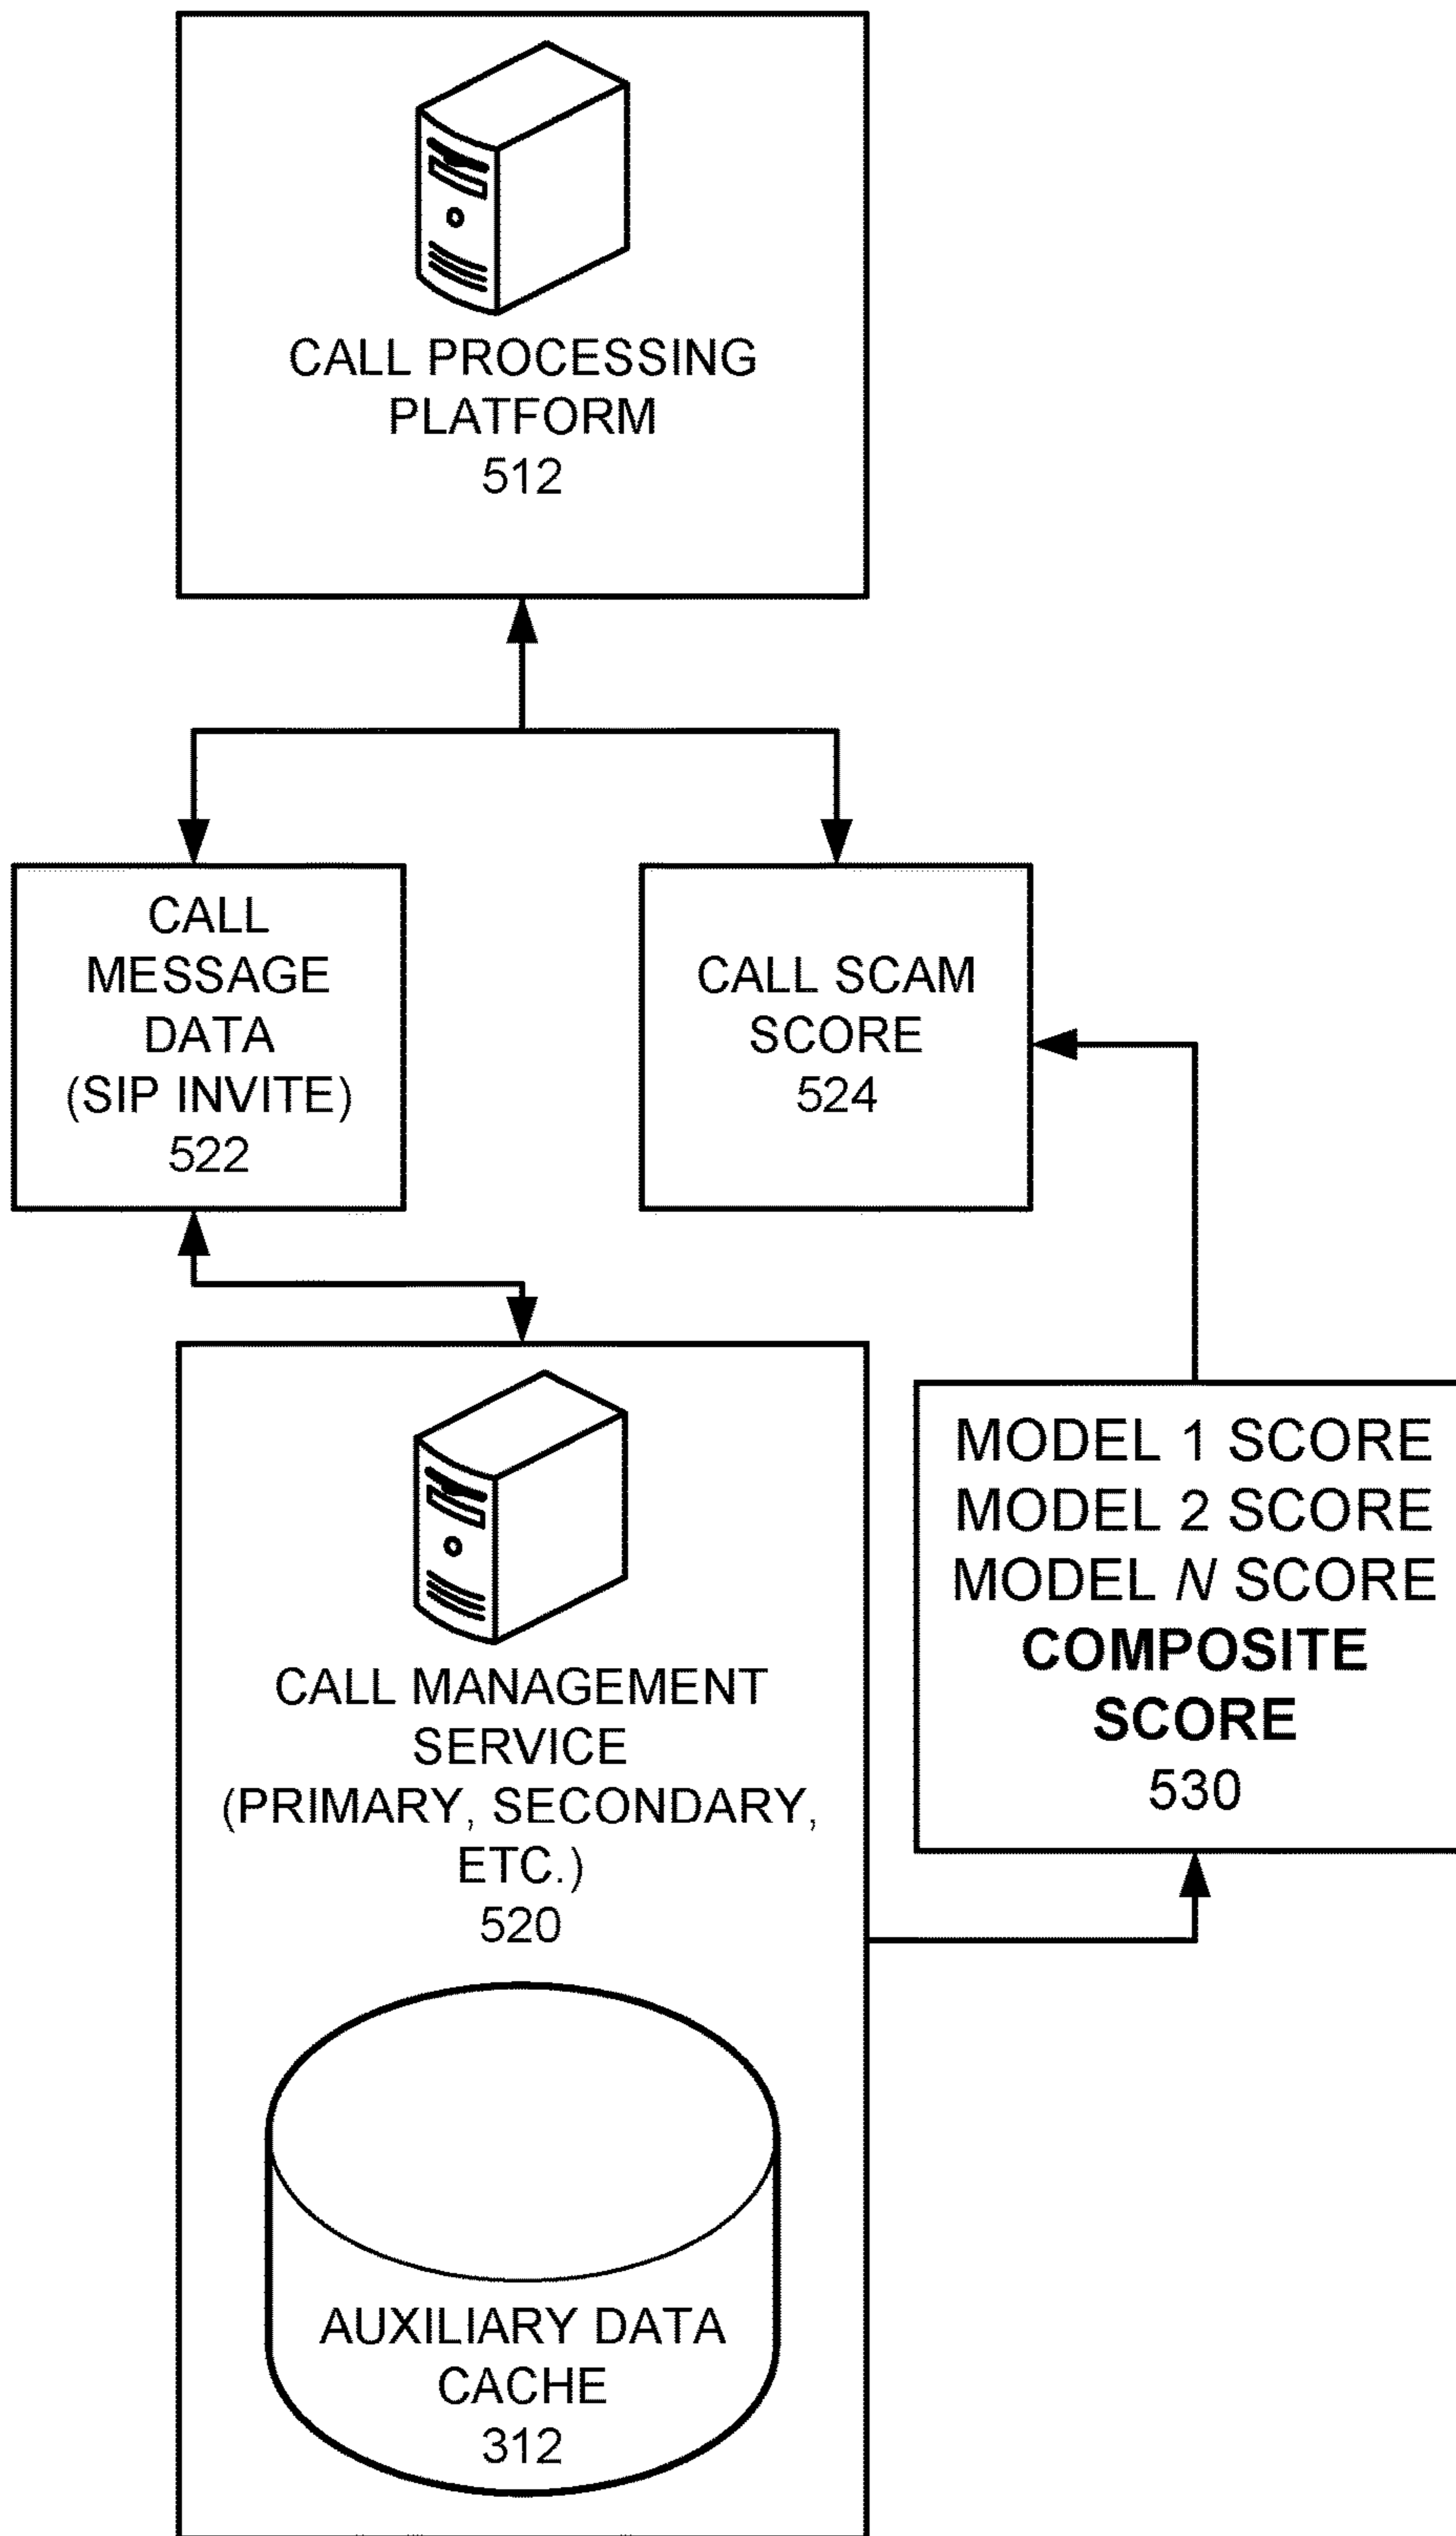 CALL PROCESSING
PLATFORM
512
CALL
MESSAGE
DATA
(SIP INVITE)
522
CALL SCAM
SCORE
524
CALL MANAGEMENT
SERVICE
(PRIMARY, SECONDARY,
ETC.)
520
MODEL 1 SCORE
MODEL 2 SCORE
MODEL N SCORE
COMPOSITE
SCORE
530
AUXILIARY DATA
CACHE
312